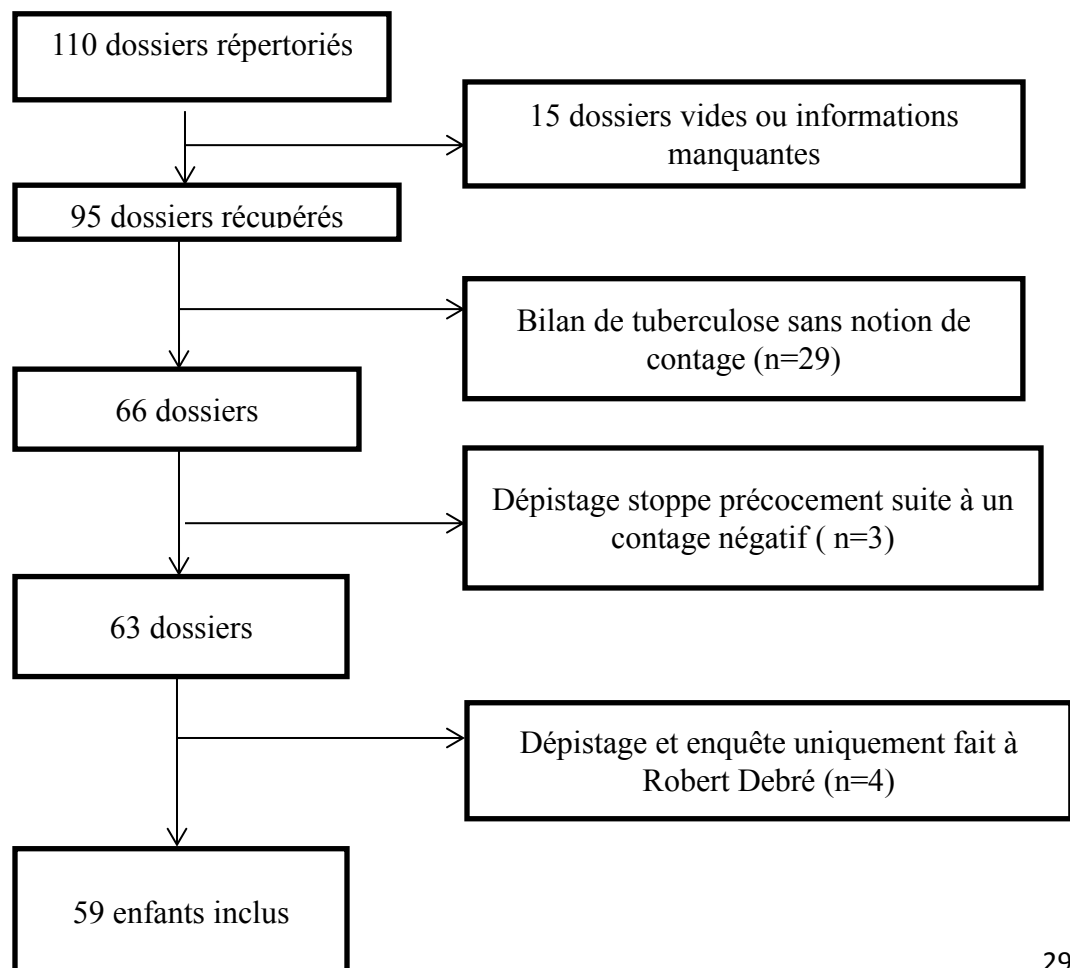 110 dossiers répertoriés
15 dossiers vides ou informations
manquantes
95 dossiers récupérés
Bilan de tuberculose sans notion de
contage (n=29)
66 dossiers
Dépistage stoppe précocement suite à un
contage négatif ( n=3)
63 dossiers
Dépistage et enquête uniquement fait à
Robert Debré (n=4)
59 enfants inclus
29